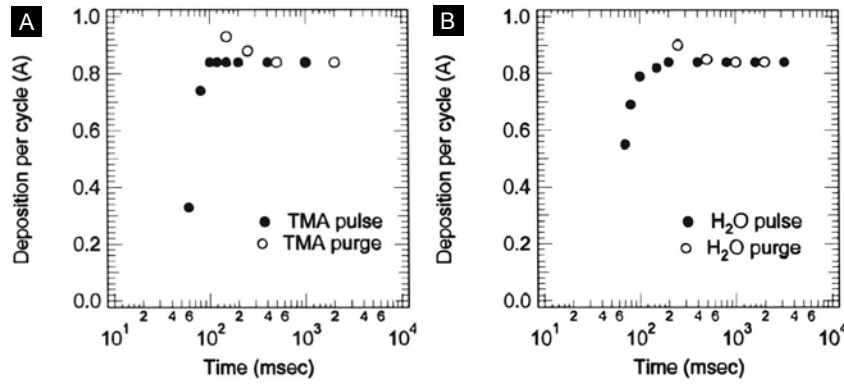 A
Deposition per cycle (A)
1.0
0.8
0.6
0.4
0.2
0.0
TMA pulse
TMA purge
2 4 6 2 4 6 2 4 6
10¹ 10² 10³ 10⁴
Time (msec)
B
Deposition per cycle (A)
1.0
0.8
0.6
0.4
0.2
0.0
H₂O pulse
H₂O purge
2 4 6 2 4 6 2 4 6
10¹ 10² 10³ 10⁴
Time (msec)